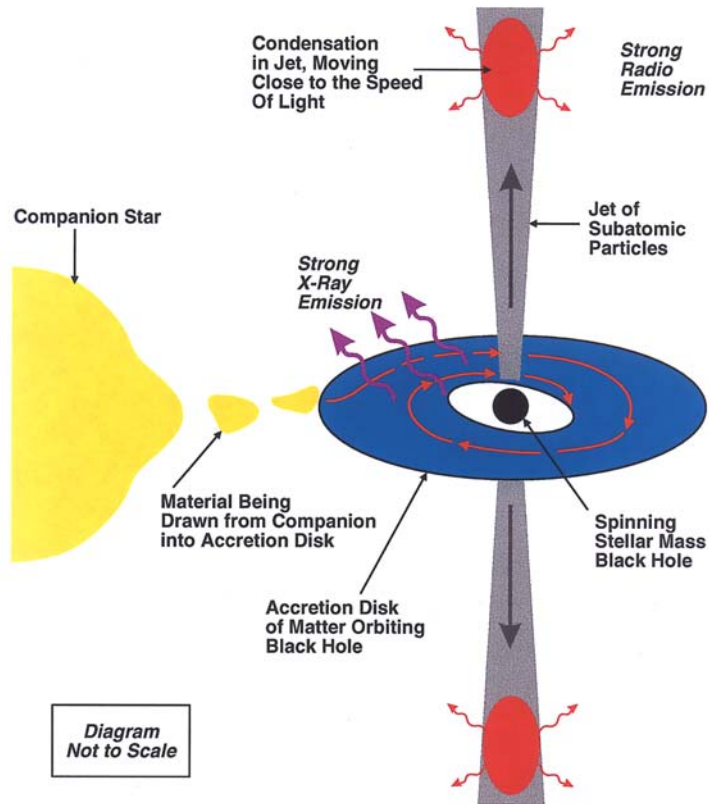 Condensation
in Jet, Moving
Close to the Speed
Of Light
Strong
Radio
Emission
Companion Star
Jet of
Subatomic
Particles
Strong
X-Ray
Emission
Material Being
Drawn from Companion
into Accretion Disk
Spinning
Stellar Mass
Black Hole
Accretion Disk
of Matter Orbiting
Black Hole
Diagram
Not to Scale